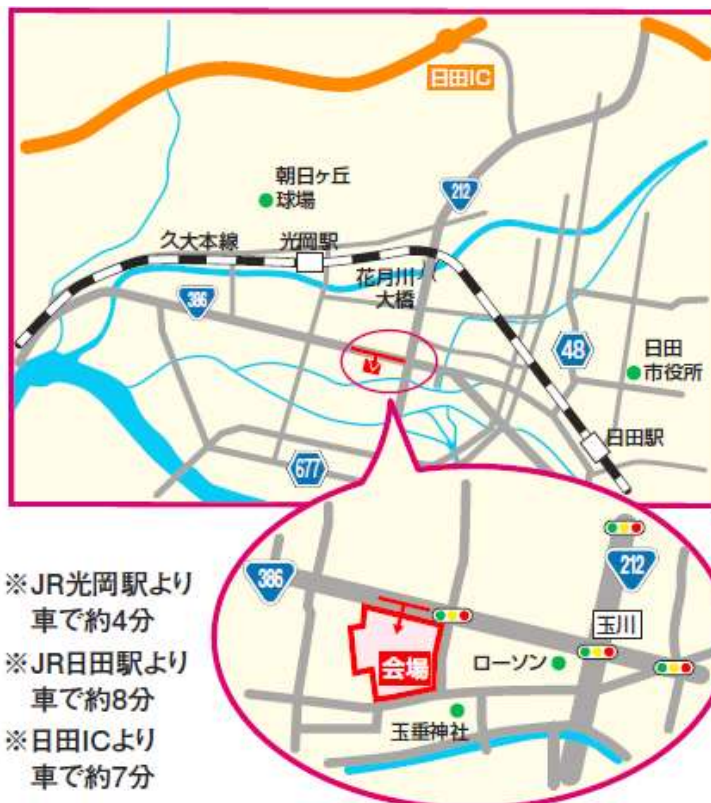 日田IC
朝日ヶ丘
球場
212
久大本線
光岡駅
花月川
大橋
386
48
日田
市役所
日田駅
677
386
212
玉川
会場
ローソン
玉垂神社
※JR光岡駅より
車で約4分
※JR日田駅より
車で約8分
※日田ICより
車で約7分